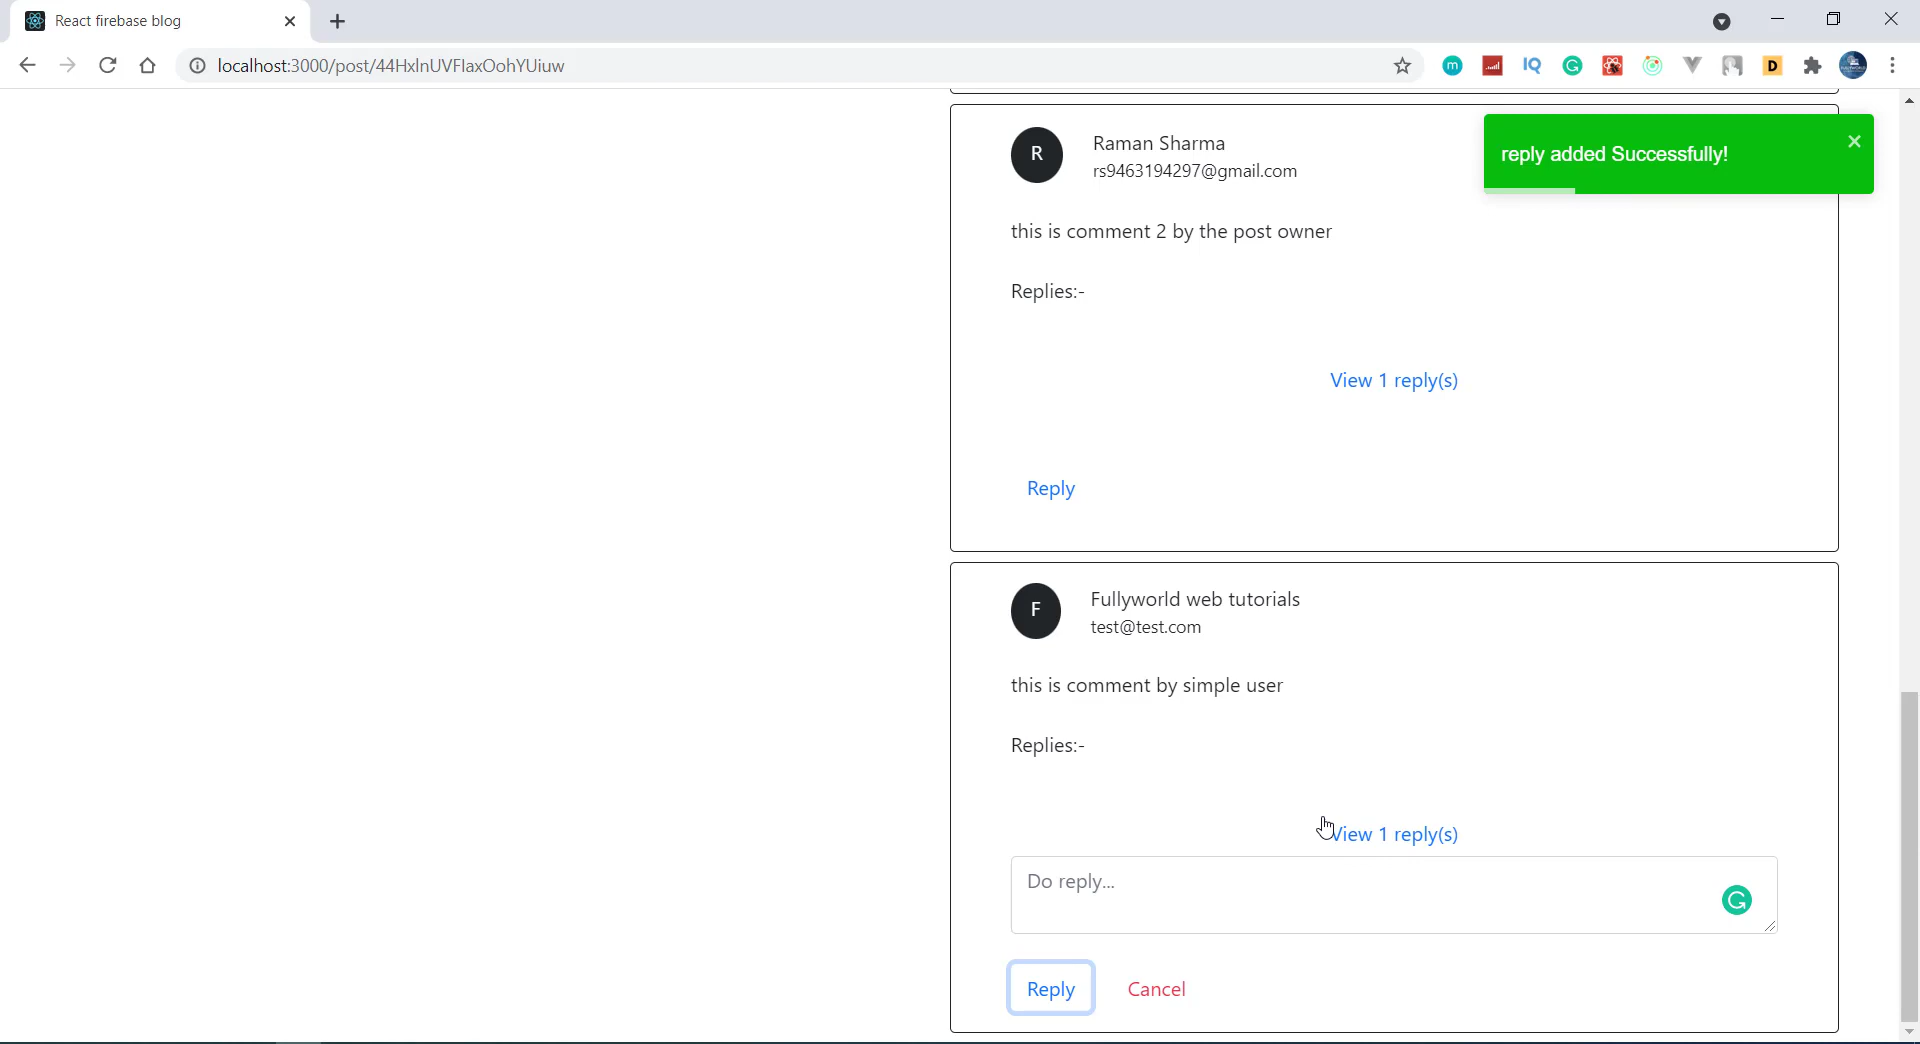 React firebase blog
localhost:3000/post/44HxlnUVFlaxOohYUiuw
m
IQ
D
R
Raman Sharma
rs9463194297@gmail.com
reply added Successfully!
this is comment 2 by the post owner
Replies:-
View 1 reply(s)
Reply
F
Fullyworld web tutorials
test@test.com
this is comment by simple user
Replies:-
View 1 reply(s)
Do reply...
Reply Cancel